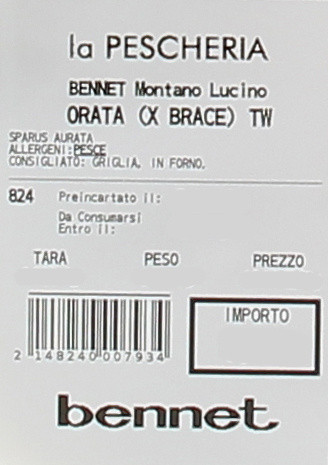 la PESCHERIA
BENNET Montano Lucino
ORATA (X BRACE) TW
SPARUS AURATA
ALLERGENI:PESCE
CONSIGLIATO: GRIGLIA, IN FORNO.
824 Preincartato il:
Da Consumarsi
Entro il:
TARA PESO PREZZO
IMPORTO
2 148240 007934
bennet